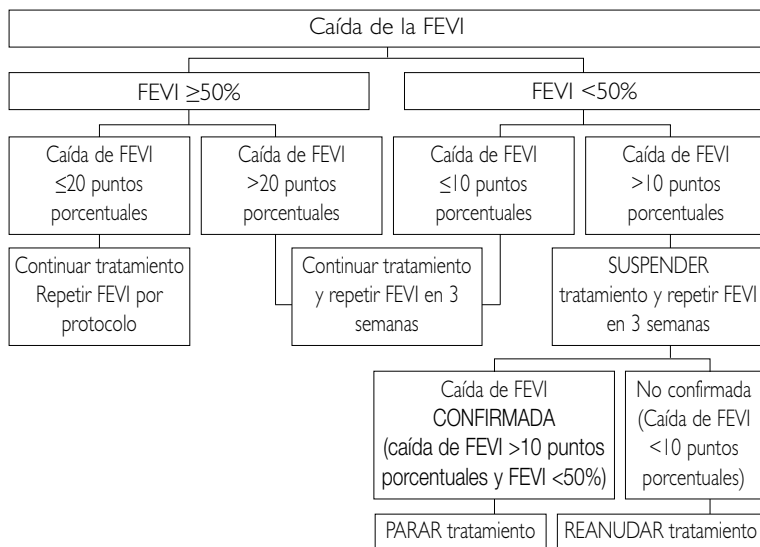 Caída de la FEVI
FEVI ≥50%
FEVI <50%
Caída de FEVI
≤20 puntos
porcentuales
Caída de FEVI
>20 puntos
porcentuales
Caída de FEVI
≤10 puntos
porcentuales
Caída de FEVI
>10 puntos
porcentuales
Continuar tratamiento
Repetir FEVI por
protocolo
Continuar tratamiento
y repetir FEVI en 3
semanas
SUSPENDER
tratamiento y repetir FEVI
en 3 semanas
Caída de FEVI
CONFIRMADA
(caída de FEVI >10 puntos
porcentuales y FEVI <50%)
No confirmada
(Caída de FEVI
<10 puntos
porcentuales)
PARAR tratamiento
REANUDAR tratamiento